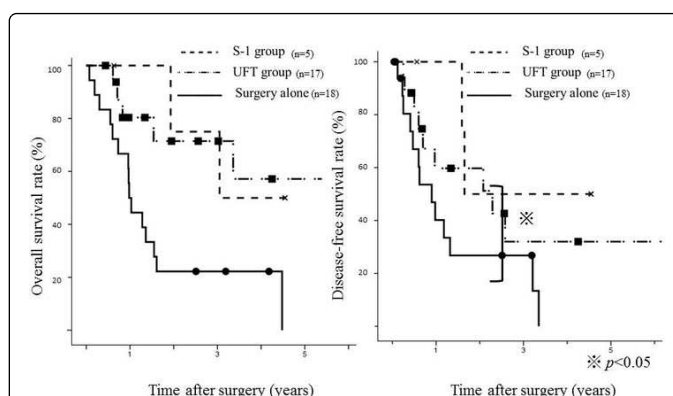 S-1 group (n=5)
UFT group (n=17)
Surgery alone (n=18)
Overall survival rate (%)
100
80
60
40
20
1
3
5
Time after surgery (years)
S-1 group (n=5)
UFT group (n=17)
Surgery alone (n=18)
Disease-free survival rate (%)
100
80
60
40
20
※
1
3
5
※ p<0.05
Time after surgery (years)